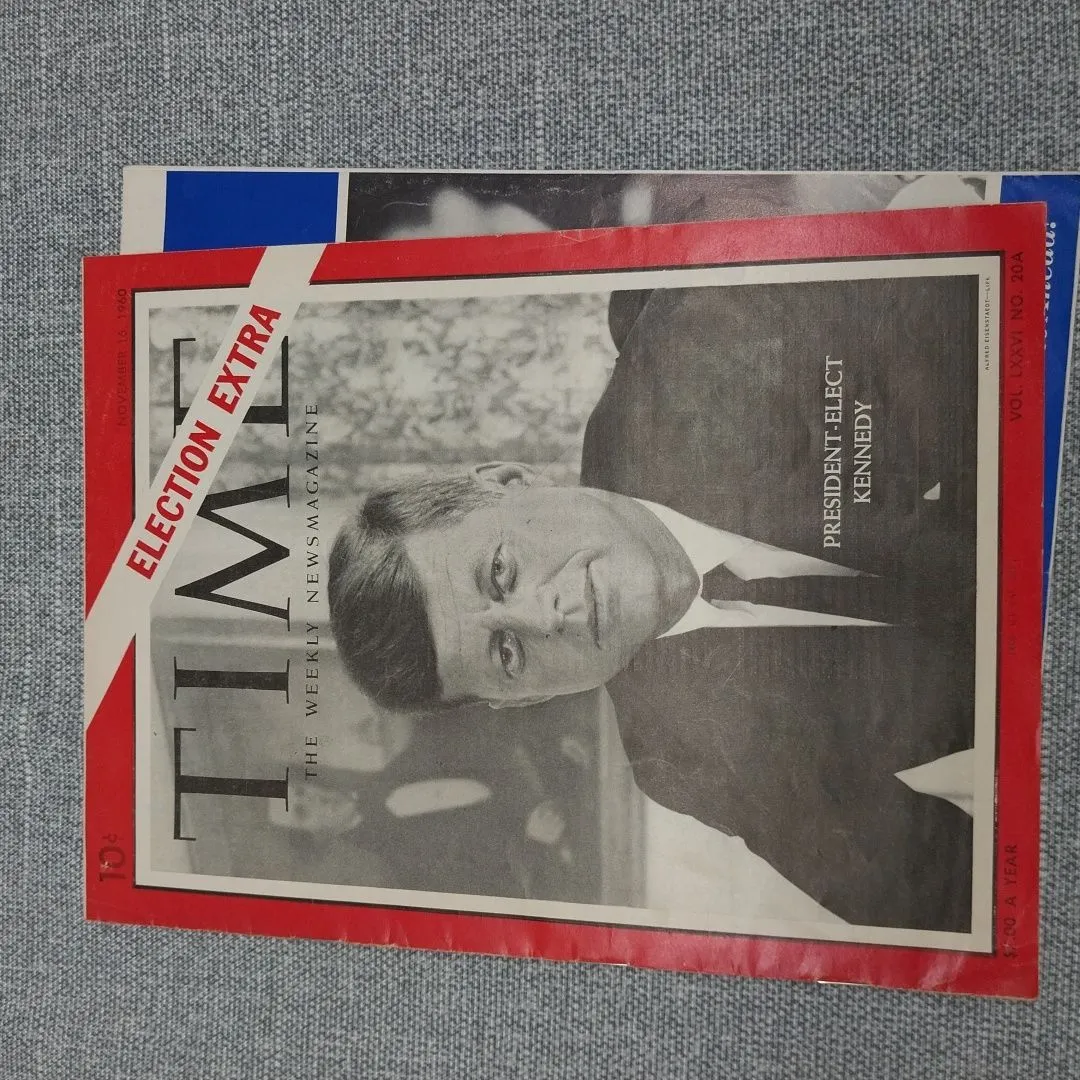 10¢
NOVEMBER 16 1960
ELECTION EXTRA
TIME
THE WEEKLY NEWSMAGAZINE
PRESIDENT-ELECT
KENNEDY
ALFRED EISENSTAEDT—LIFE
A YEAR
VOL. LXXVI NO. 20A